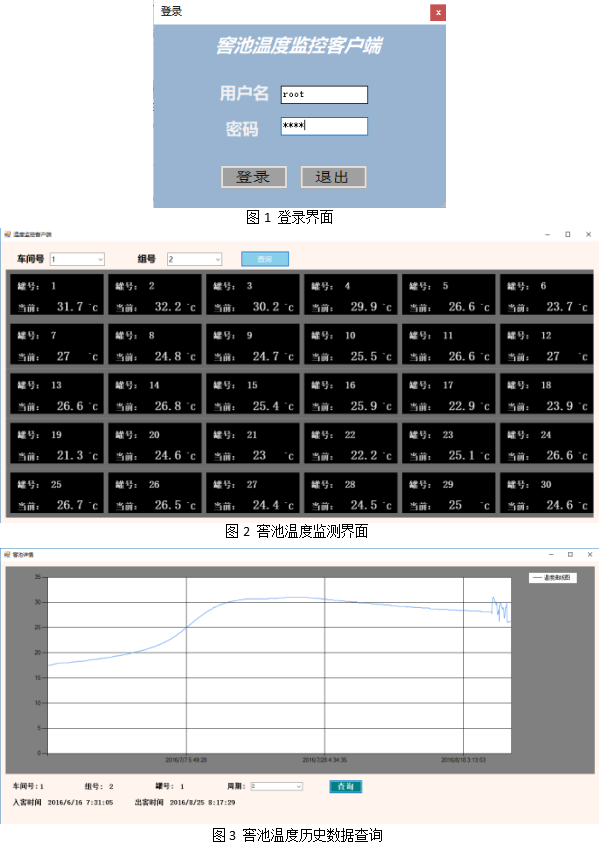 登录
x
窖池温度监控客户端
用户名 root
密码 ****
登录 退出
图 1 登录界面
温度监控客户端
车间号 1 组号 2 查询
罐号： 1 罐号： 2 罐号： 3 罐号： 4 罐号： 5 罐号： 6
当前： 31.7 ℃ 当前： 32.2 ℃ 当前： 30.2 ℃ 当前： 29.9 ℃ 当前： 26.6 ℃ 当前： 23.7 ℃
罐号： 7 罐号： 8 罐号： 9 罐号： 10 罐号： 11 罐号： 12
当前： 27 ℃ 当前： 24.8 ℃ 当前： 24.7 ℃ 当前： 25.5 ℃ 当前： 26.6 ℃ 当前： 27 ℃
罐号： 13 罐号： 14 罐号： 15 罐号： 16 罐号： 17 罐号： 18
当前： 26.6 ℃ 当前： 26.8 ℃ 当前： 25.4 ℃ 当前： 25.9 ℃ 当前： 22.9 ℃ 当前： 23.9 ℃
罐号： 19 罐号： 20 罐号： 21 罐号： 22 罐号： 23 罐号： 24
当前： 21.3 ℃ 当前： 24.6 ℃ 当前： 23 ℃ 当前： 22.2 ℃ 当前： 25.1 ℃ 当前： 26.6 ℃
罐号： 25 罐号： 26 罐号： 27 罐号： 28 罐号： 29 罐号： 30
当前： 26.7 ℃ 当前： 26.5 ℃ 当前： 24.4 ℃ 当前： 24.5 ℃ 当前： 25 ℃ 当前： 24.6 ℃
图 2 窖池温度监测界面
窖池详情
35
温度曲线图
30
25
20
15
10
5
0
2016/7/7 5:49:28 2016/7/28 4:34:35 2016/8/18 3:13:03
车间号：1 组号： 2 罐号： 1 周期： 2 查询
入窖时间 2016/6/16 7:31:05 出窖时间 2016/8/25 8:17:29
图 3 窖池温度历史数据查询